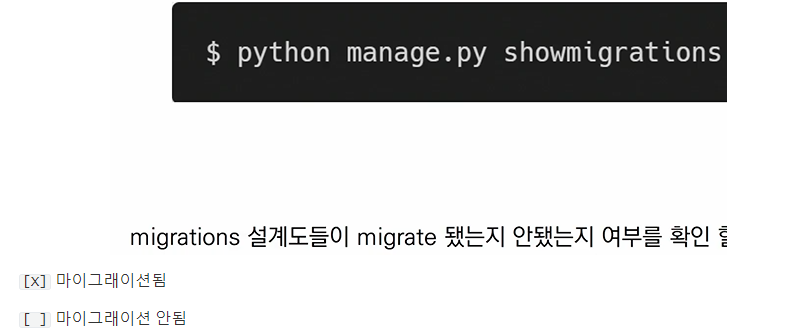 $ python manage.py showmigrations
migrations 설계도들이 migrate 됐는지 안됐는지 여부를 확인
[x] 마이그레이션됨
[ ] 마이그레이션 안됨